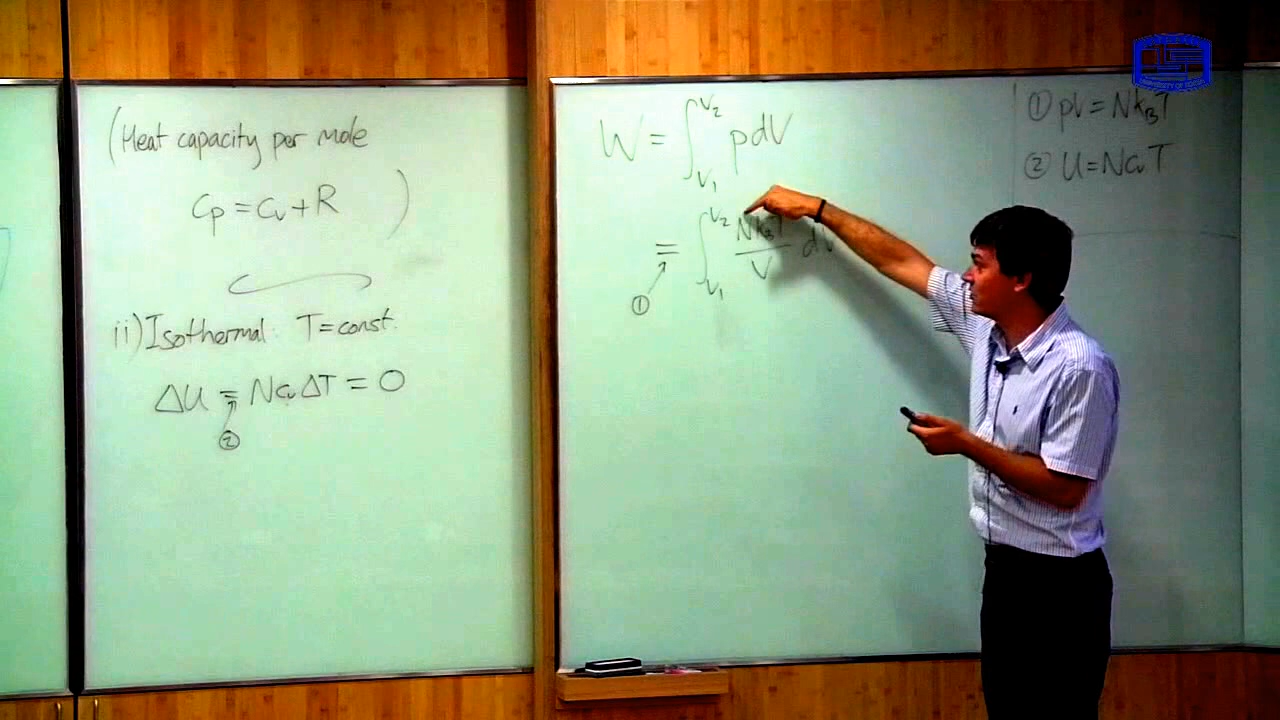 (Heat capacity per mole
Cp = Cv + R )
ii) Isothermal. T = const.
ΔU = Ncv ΔT = 0
②
W = ∫V₁V₂ p dV
= ∫V₁V₂ NkBT/V dV
①
① pV = NkBT
② U = NcvT